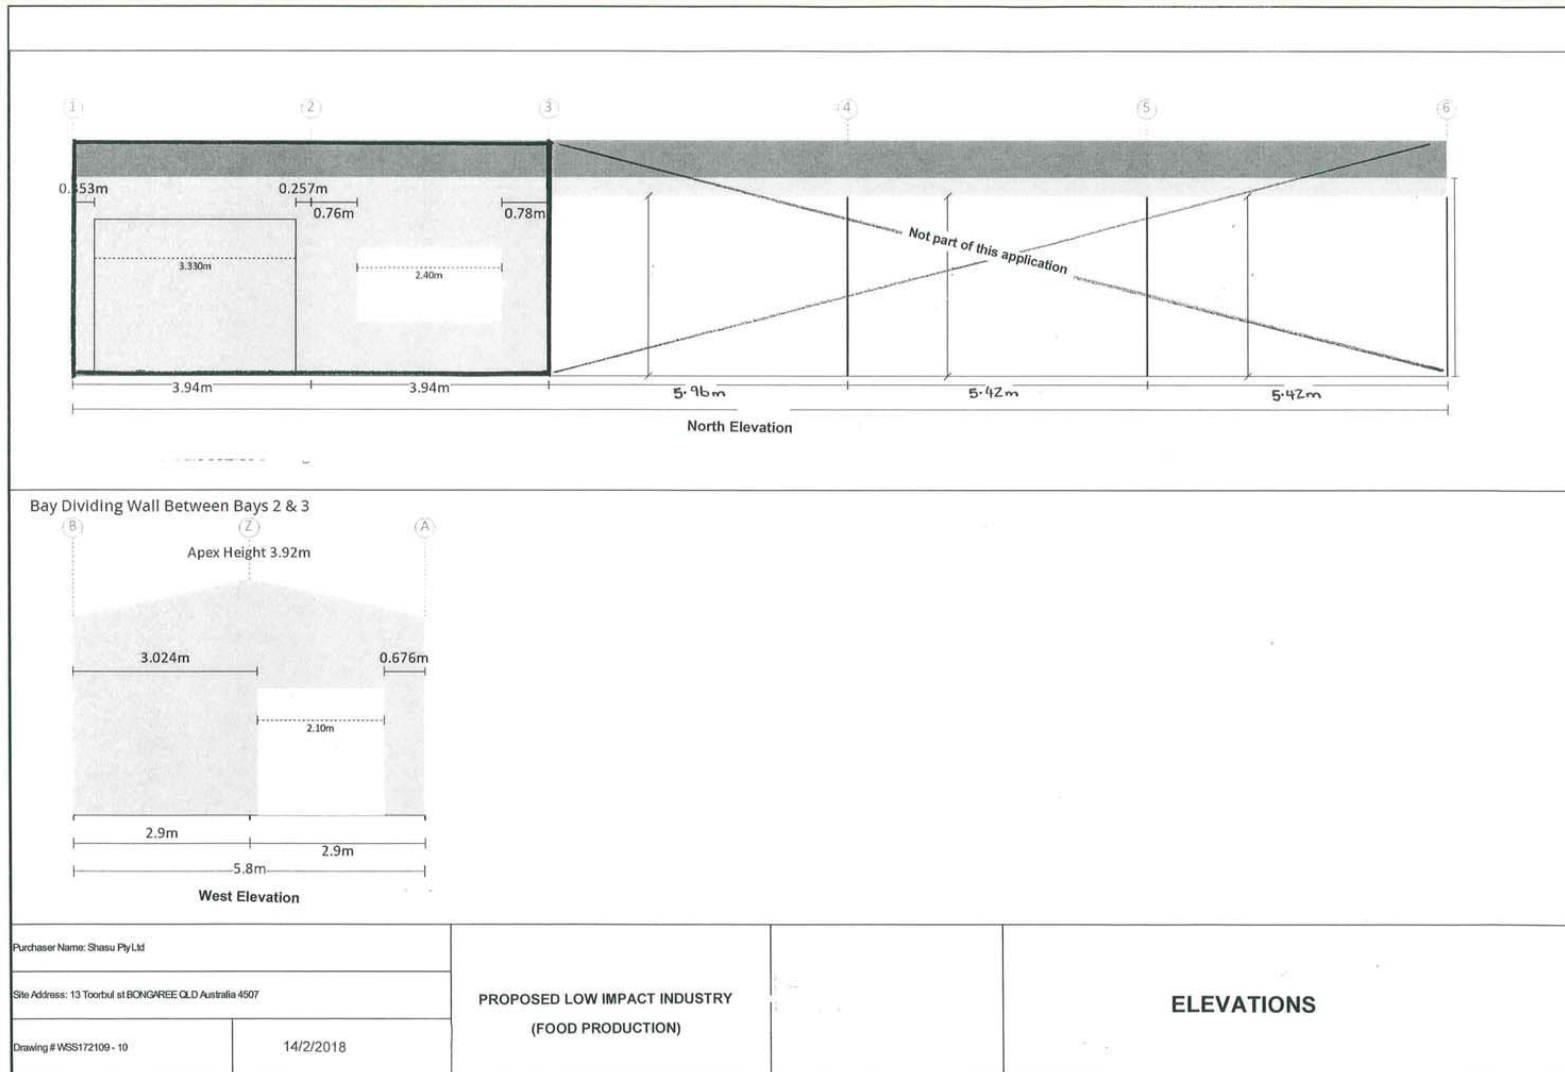 1 2 3 4 5 6
0.353m 0.257m
0.76m 0.78m
Not part of this application
3.330m 2.40m
3.94m 3.94m 5.96m 5.42m 5.42m
North Elevation
Bay Dividing Wall Between Bays 2 & 3
B Z A
Apex Height 3.92m
3.024m 0.676m
2.10m
2.9m
2.9m
5.8m
West Elevation
Purchaser Name: Shasu Pty Ltd
Site Address: 13 Toorbul st BONGAREE QLD Australia 4507
Drawing # WSS172109 - 10
14/2/2018
PROPOSED LOW IMPACT INDUSTRY
(FOOD PRODUCTION)
ELEVATIONS